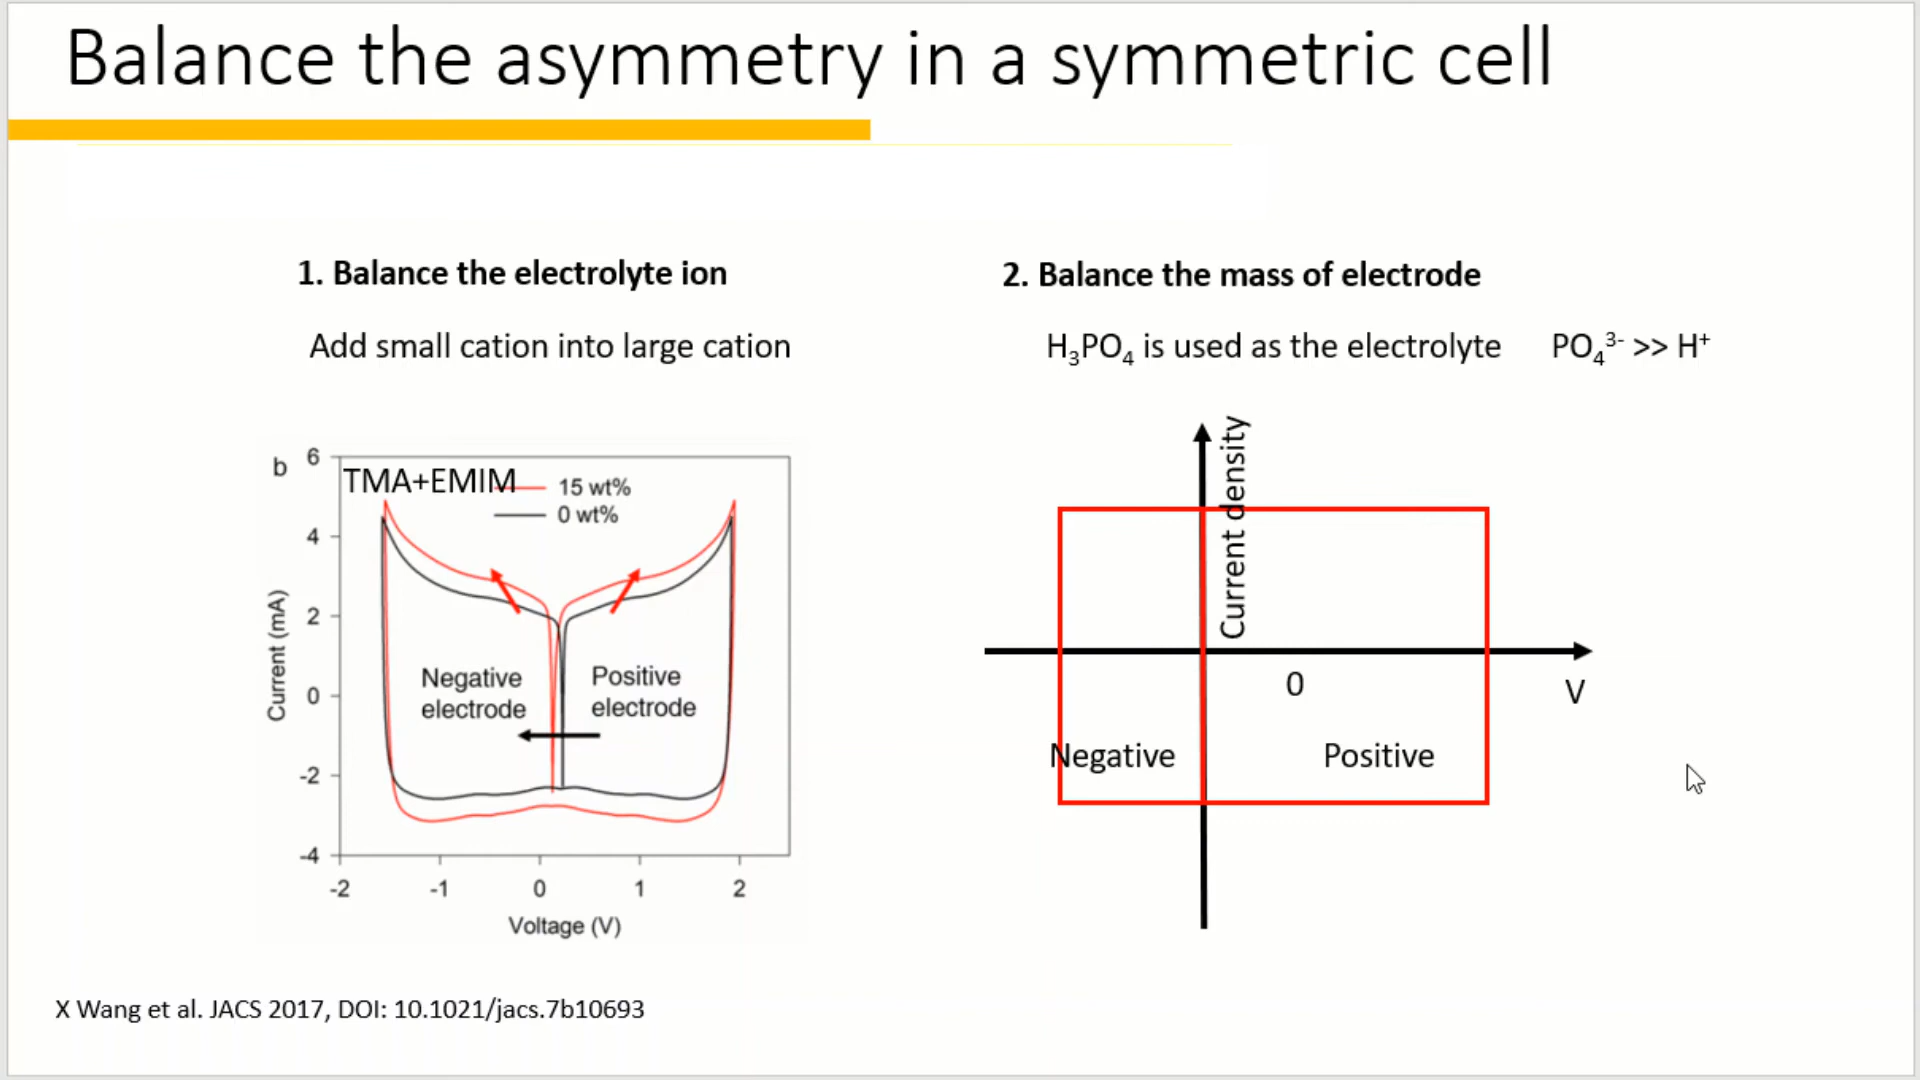 Balance the asymmetry in a symmetric cell
1. Balance the electrolyte ion
Add small cation into large cation
b
TMA+EMIM
15 wt%
0 wt%
6
4
2
0
-2
-4
Current (mA)
Negative
electrode
Positive
electrode
-2 -1 0 1 2
Voltage (V)
2. Balance the mass of electrode
H₃PO₄ is used as the electrolyte PO₄³⁻ >> H⁺
Current density
0
V
Negative
Positive
X Wang et al. JACS 2017, DOI: 10.1021/jacs.7b10693